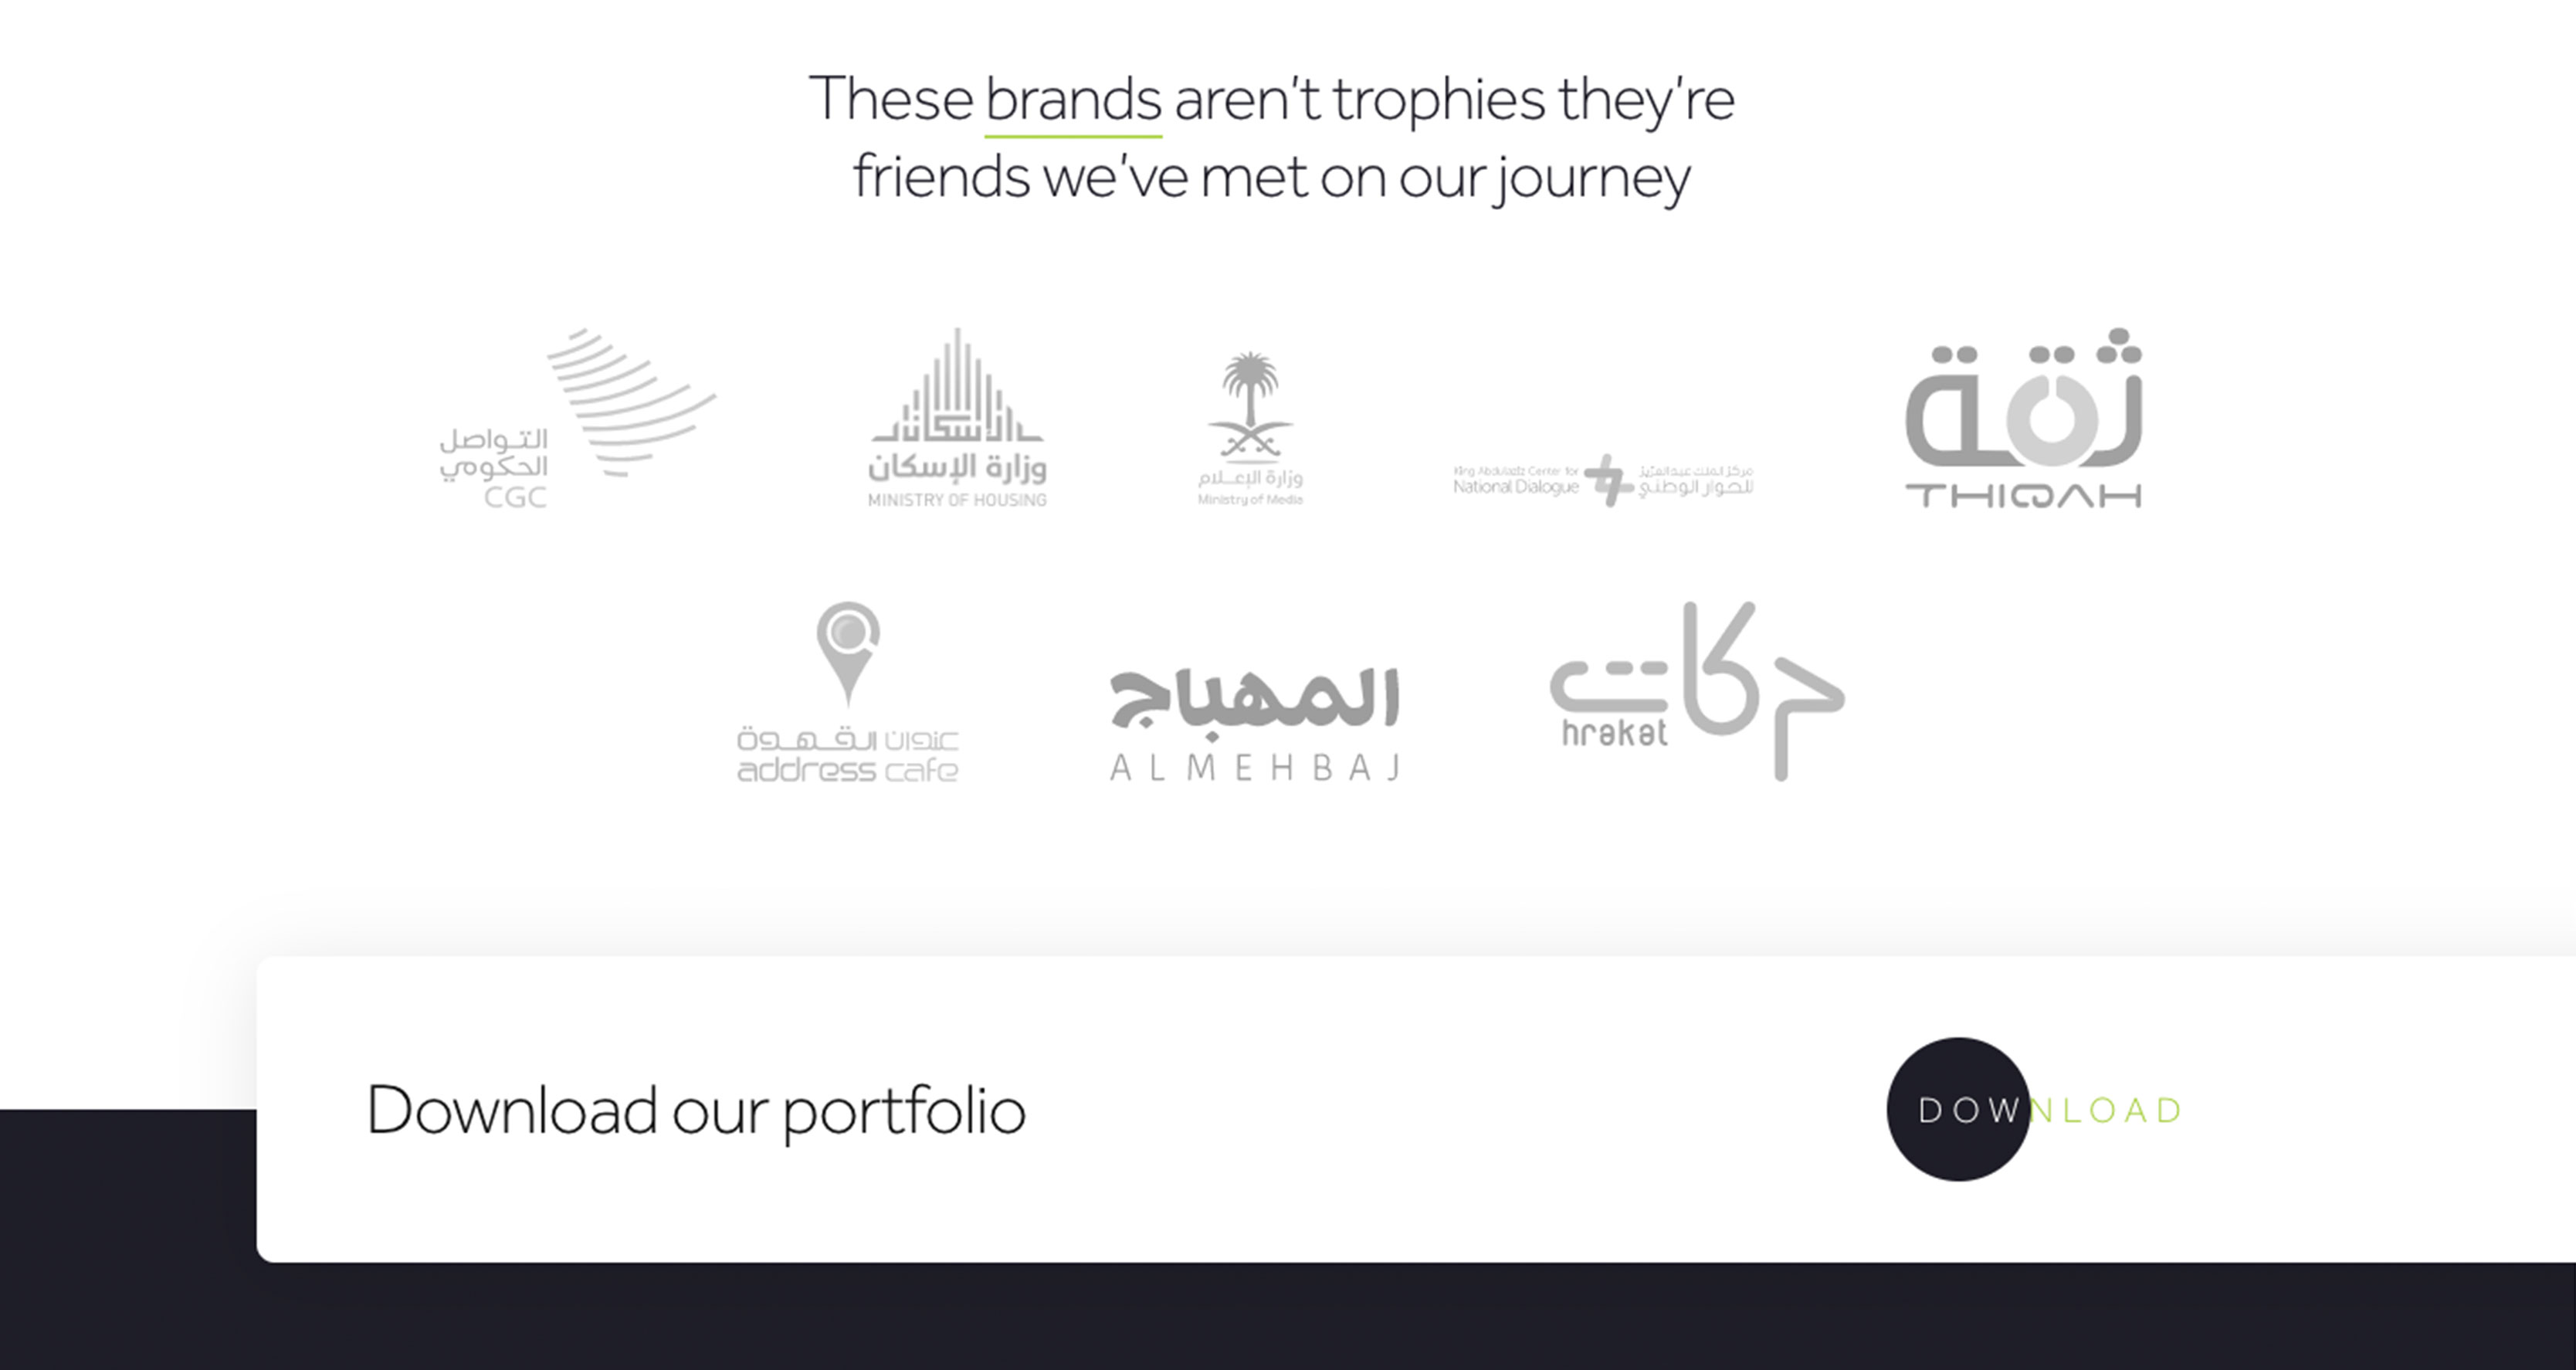 These brands aren't trophies they're
friends we've met on our journey
التواصل
الحكومي
CGC
الإسكان
وزارة الإسكان
MINISTRY OF HOUSING
وزارة الإعلام
Ministry of Media
King Abdulaziz Center for
National Dialogue
مركز الملك عبدالعزيز
للحوار الوطني
ثقة
THIQAH
عنوان القهوة
address cafe
المهباج
ALMEHBAJ
حركات
hrakat
Download our portfolio
DOWNLOAD